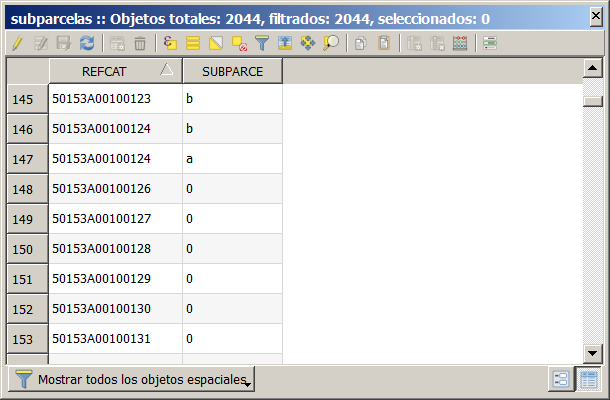 subparcelas :: Objetos totales: 2044, filtrados: 2044, seleccionados: 0
REFCAT SUBPARCE
145 50153A00100123 b
146 50153A00100124 b
147 50153A00100124 a
148 50153A00100126 0
149 50153A00100127 0
150 50153A00100128 0
151 50153A00100129 0
152 50153A00100130 0
153 50153A00100131 0
Mostrar todos los objetos espaciales